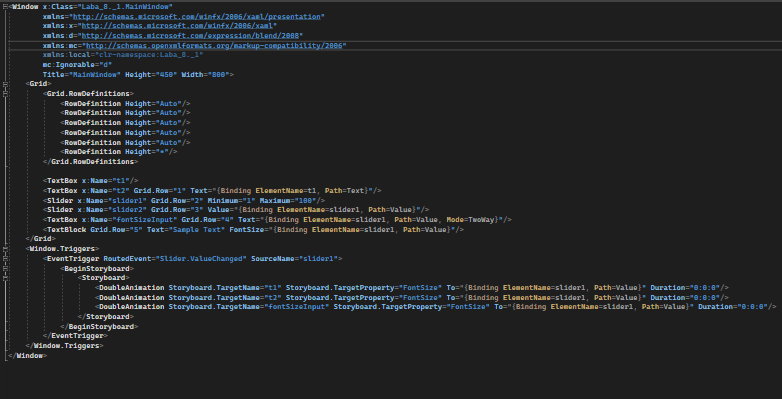 <Window x:Class="Laba_8._1.MainWindow"
xmlns="http://schemas.microsoft.com/winfx/2006/xaml/presentation"
xmlns:x="http://schemas.microsoft.com/winfx/2006/xaml"
xmlns:d="http://schemas.microsoft.com/expression/blend/2008"
xmlns:mc="http://schemas.openxmlformats.org/markup-compatibility/2006"
xmlns:local="clr-namespace:Laba_8._1"
mc:Ignorable="d"
Title="MainWindow" Height="450" Width="800">
<Grid>
<Grid.RowDefinitions>
<RowDefinition Height="Auto"/>
<RowDefinition Height="Auto"/>
<RowDefinition Height="Auto"/>
<RowDefinition Height="Auto"/>
<RowDefinition Height="Auto"/>
<RowDefinition Height="*"/>
</Grid.RowDefinitions>
<TextBox x:Name="t1"/>
<TextBox x:Name="t2" Grid.Row="1" Text="{Binding ElementName=t1, Path=Text}"/>
<Slider x:Name="slider1" Grid.Row="2" Minimum="1" Maximum="100"/>
<Slider x:Name="slider2" Grid.Row="3" Value="{Binding ElementName=slider1, Path=Value}"/>
<TextBox x:Name="fontSizeInput" Grid.Row="4" Text="{Binding ElementName=slider1, Path=Value, Mode=TwoWay}"/>
<TextBlock Grid.Row="5" Text="Sample Text" FontSize="{Binding ElementName=slider1, Path=Value}"/>
</Grid>
<Window.Triggers>
<EventTrigger RoutedEvent="Slider.ValueChanged" SourceName="slider1">
<BeginStoryboard>
<Storyboard>
<DoubleAnimation Storyboard.TargetName="t1" Storyboard.TargetProperty="FontSize" To="{Binding ElementName=slider1, Path=Value}" Duration="0:0:0"/>
<DoubleAnimation Storyboard.TargetName="t2" Storyboard.TargetProperty="FontSize" To="{Binding ElementName=slider1, Path=Value}" Duration="0:0:0"/>
<DoubleAnimation Storyboard.TargetName="fontSizeInput" Storyboard.TargetProperty="FontSize" To="{Binding ElementName=slider1, Path=Value}" Duration="0:0:0"/>
</Storyboard>
</BeginStoryboard>
</EventTrigger>
</Window.Triggers>
</Window>